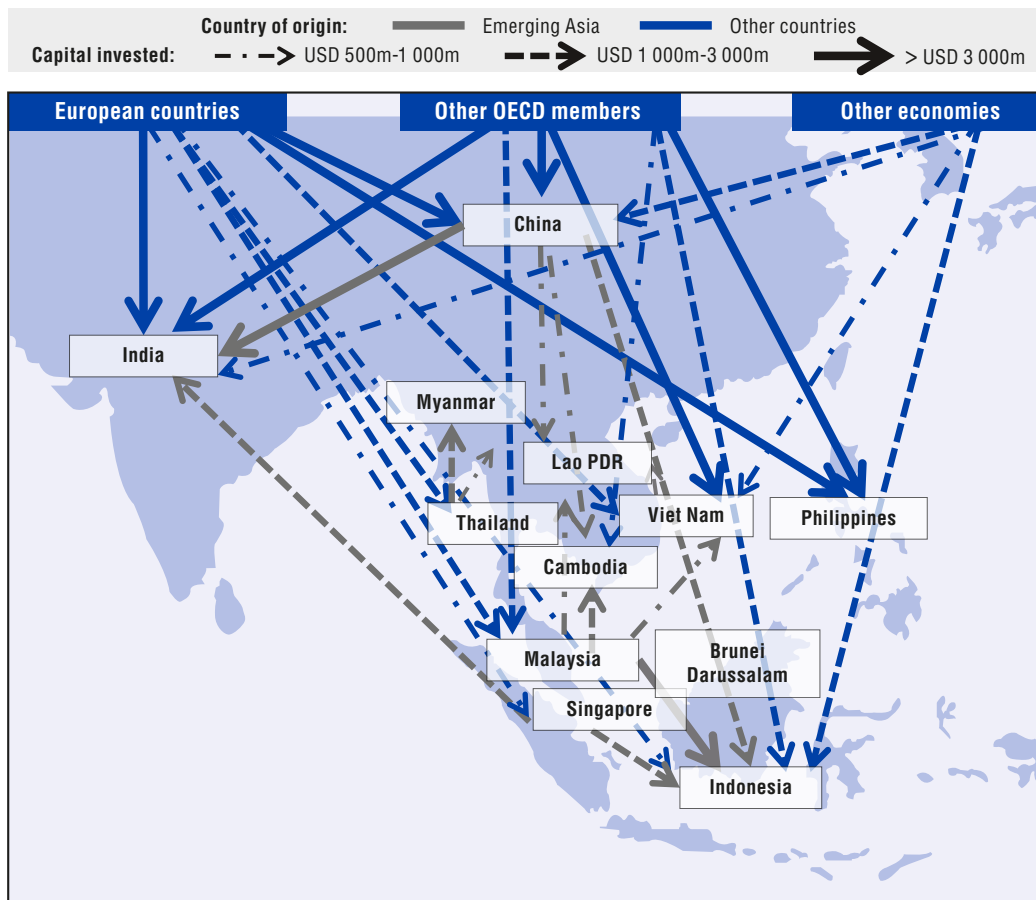 Country of origin: Emerging Asia Other countries
Capital invested: USD 500m-1 000m USD 1 000m-3 000m > USD 3 000m
European countries Other OECD members Other economies
China
India
Myanmar
Lao PDR
Thailand Viet Nam Philippines
Cambodia
Malaysia
Brunei
Darussalam
Singapore
Indonesia